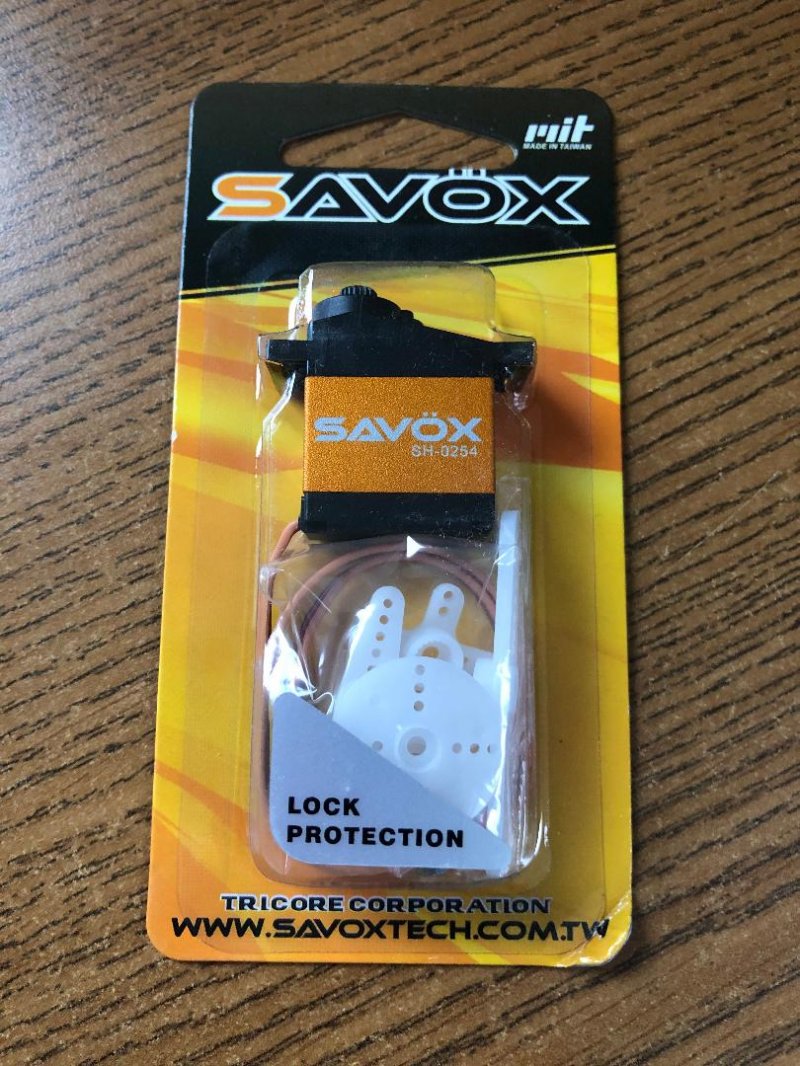 mit
MADE IN TAIWAN
SAVÖX
SAVÖX
SH-0254
LOCK
PROTECTION
TRICORE CORPORATION
WWW.SAVOXTECH.COM.TW